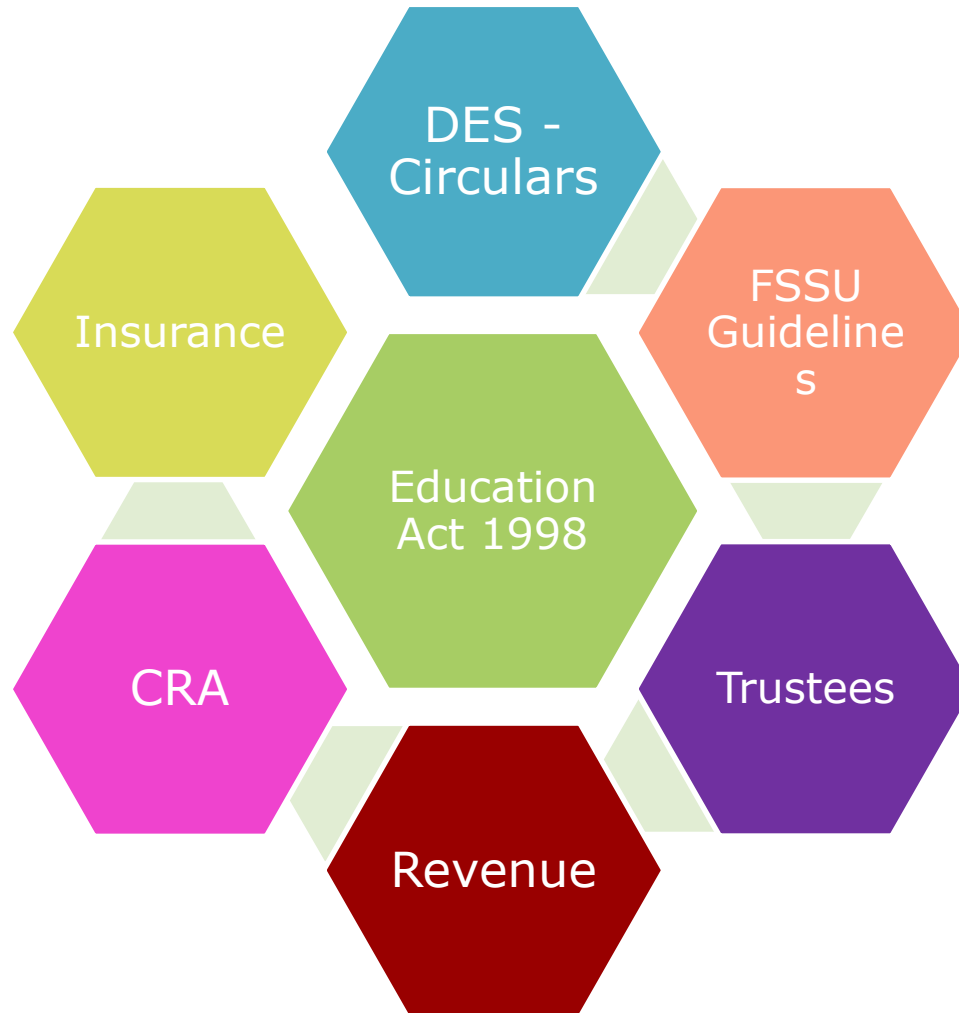 DES -
Circulars
FSSU
Guideline
s
Insurance
Education
Act 1998
CRA
Trustees
Revenue